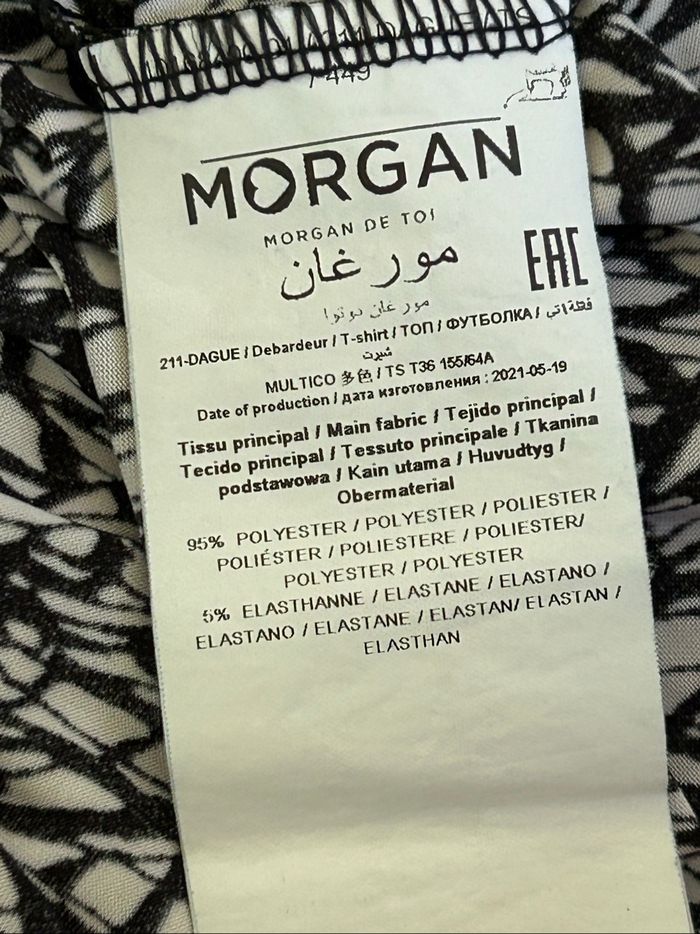 449
MORGAN
MORGAN DE TOI
مورغان
EAC
211-DAGUE / Debardeur / T-shirt / ТОП / ФУТБОЛКА /
تيشيرت
MULTICO 多色 / TS T36 155/64A
Date of production / дата изготовления : 2021-05-19
Tissu principal / Main fabric / Tejido principal /
Tecido principal / Tessuto principale / Tkanina
podstawowa / Kain utama / Huvudtyg /
Obermaterial
95% POLYESTER / POLYESTER / POLIESTER /
POLIÉSTER / POLIESTERE / POLIESTER/
POLYESTER / POLYESTER
5% ELASTHANNE / ELASTANE / ELASTANO /
ELASTANO / ELASTANE / ELASTAN/ ELASTAN /
ELASTHAN